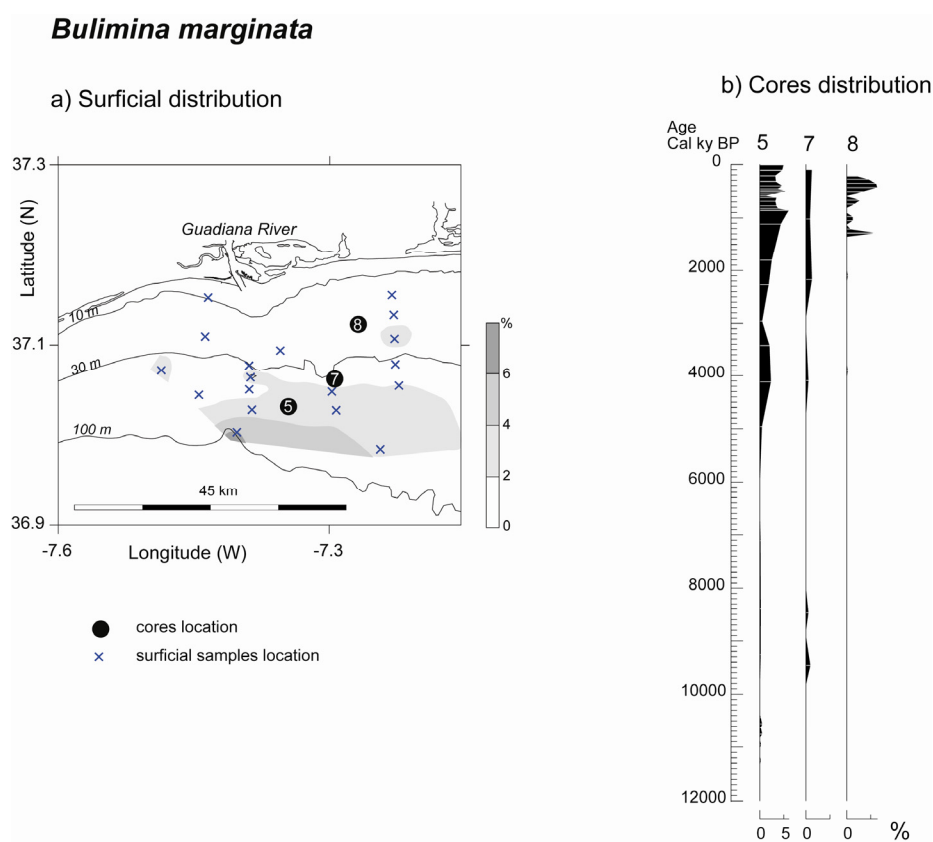 Bulimina marginata
a) Surficial distribution
37.3
Latitude (N)
Guadiana River
10 m
8
37.1
30 m
7
5
100 m
45 km
36.9
-7.6
Longitude (W)
-7.3
%
6
4
2
0
cores location
surficial samples location
b) Cores distribution
Age
Cal ky BP
5 7 8
0
2000
4000
6000
8000
10000
12000
0 5 0 0 %